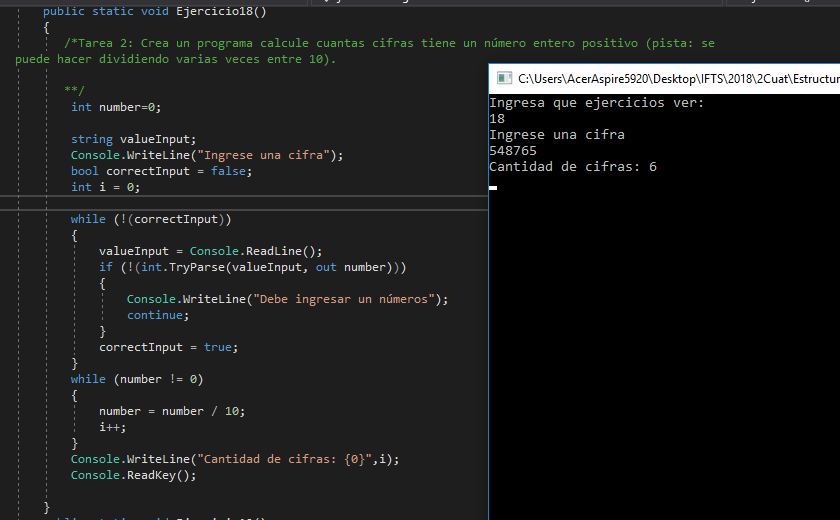 public static void Ejercicio18()
{
/*Tarea 2: Crea un programa calcule cuantas cifras tiene un número entero positivo (pista: se
puede hacer dividiendo varias veces entre 10).
**/
int number=0;
string valueInput;
Console.WriteLine("Ingrese una cifra");
bool correctInput = false;
int i = 0;
while (!(correctInput))
{
valueInput = Console.ReadLine();
if (!(int.TryParse(valueInput, out number)))
{
Console.WriteLine("Debe ingresar un números");
continue;
}
correctInput = true;
}
while (number != 0)
{
number = number / 10;
i++;
}
Console.WriteLine("Cantidad de cifras: {0}",i);
Console.ReadKey();
}
C:\Users\AcerAspire5920\Desktop\IFTS\2018\2Cuat\Estructur
Ingresa que ejercicios ver:
18
Ingrese una cifra
548765
Cantidad de cifras: 6